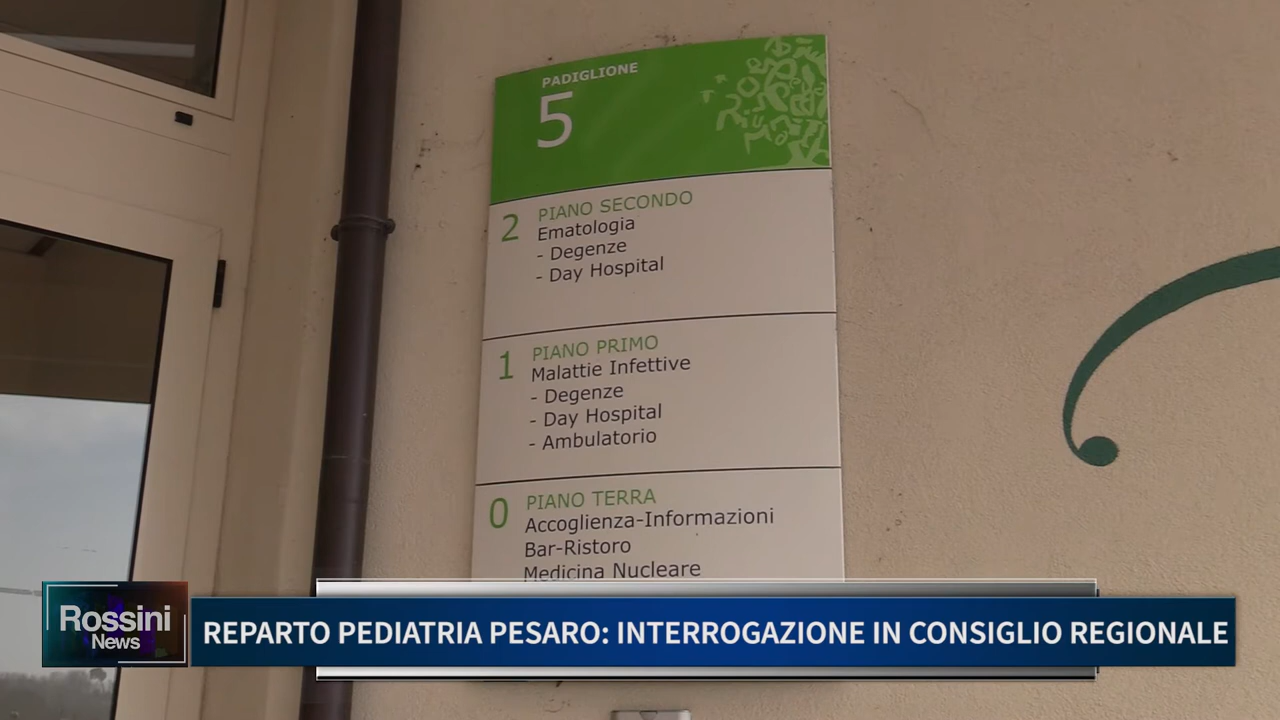 PADIGLIONE
5
2 PIANO SECONDO
Ematologia
- Degenze
- Day Hospital
1 PIANO PRIMO
Malattie Infettive
- Degenze
- Day Hospital
- Ambulatorio
0 PIANO TERRA
Accoglienza-Informazioni
Bar-Ristoro
Medicina Nucleare
Rossini
News
REPARTO PEDIATRIA PESARO: INTERROGAZIONE IN CONSIGLIO REGIONALE